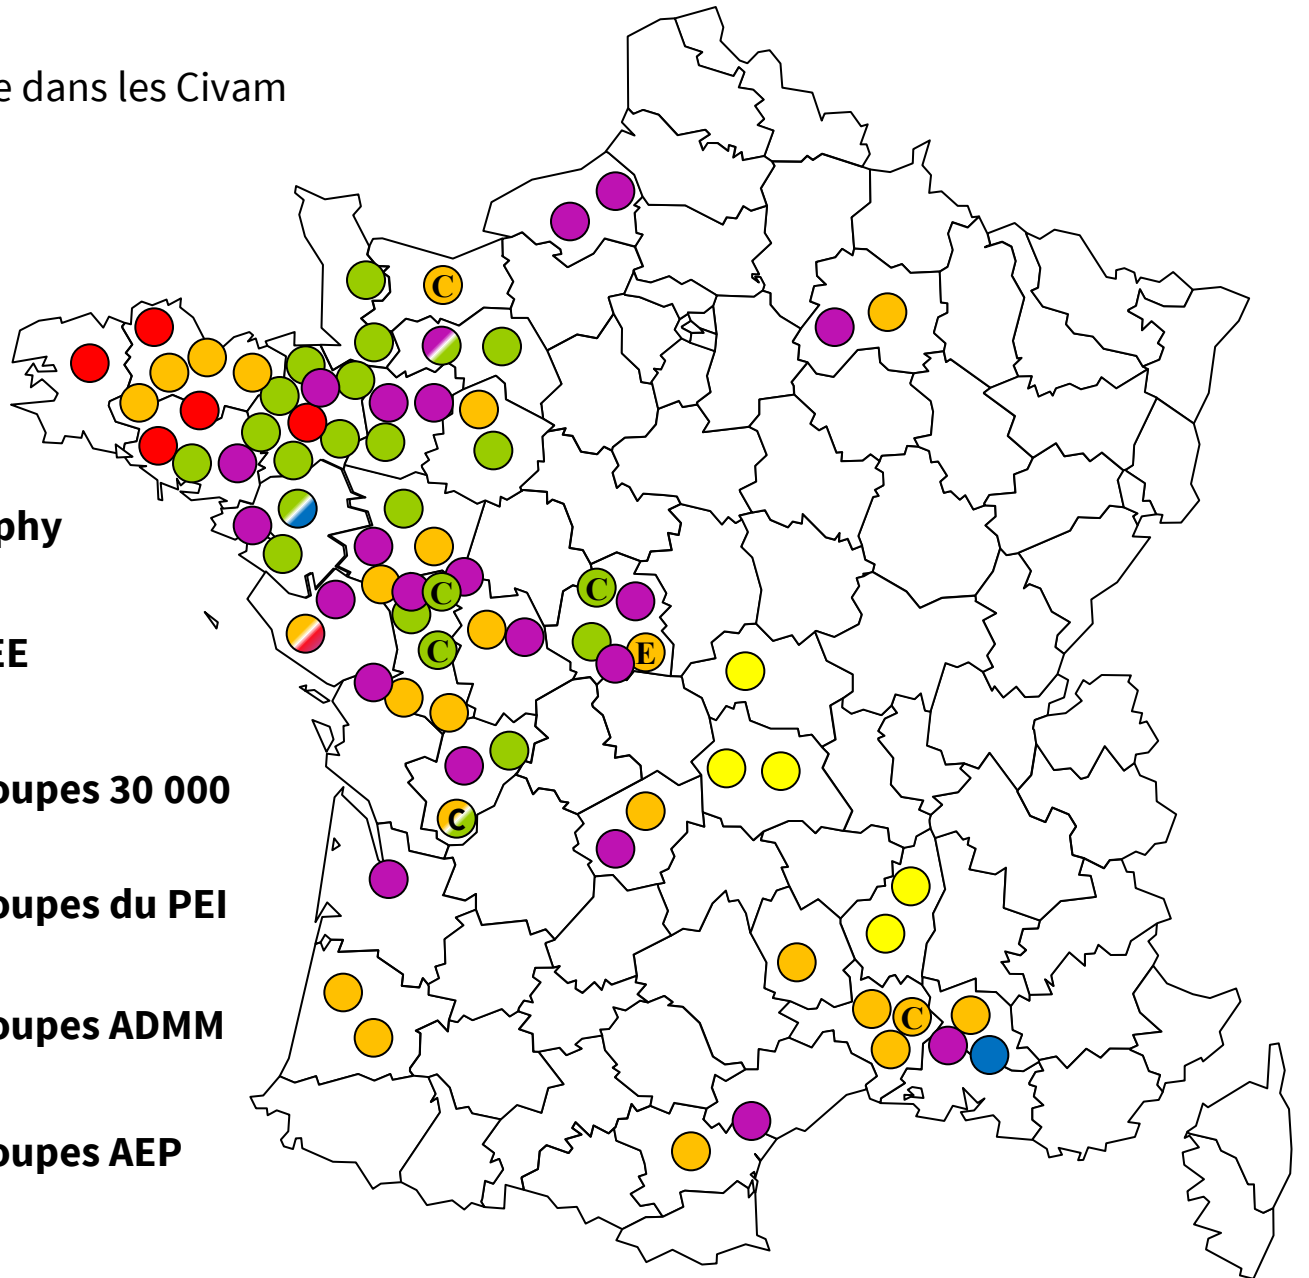 e dans les Civam
C
phy
C
C
E
EE
oupes 30 000
C
oupes du PEI
C
oupes ADMM
oupes AEP